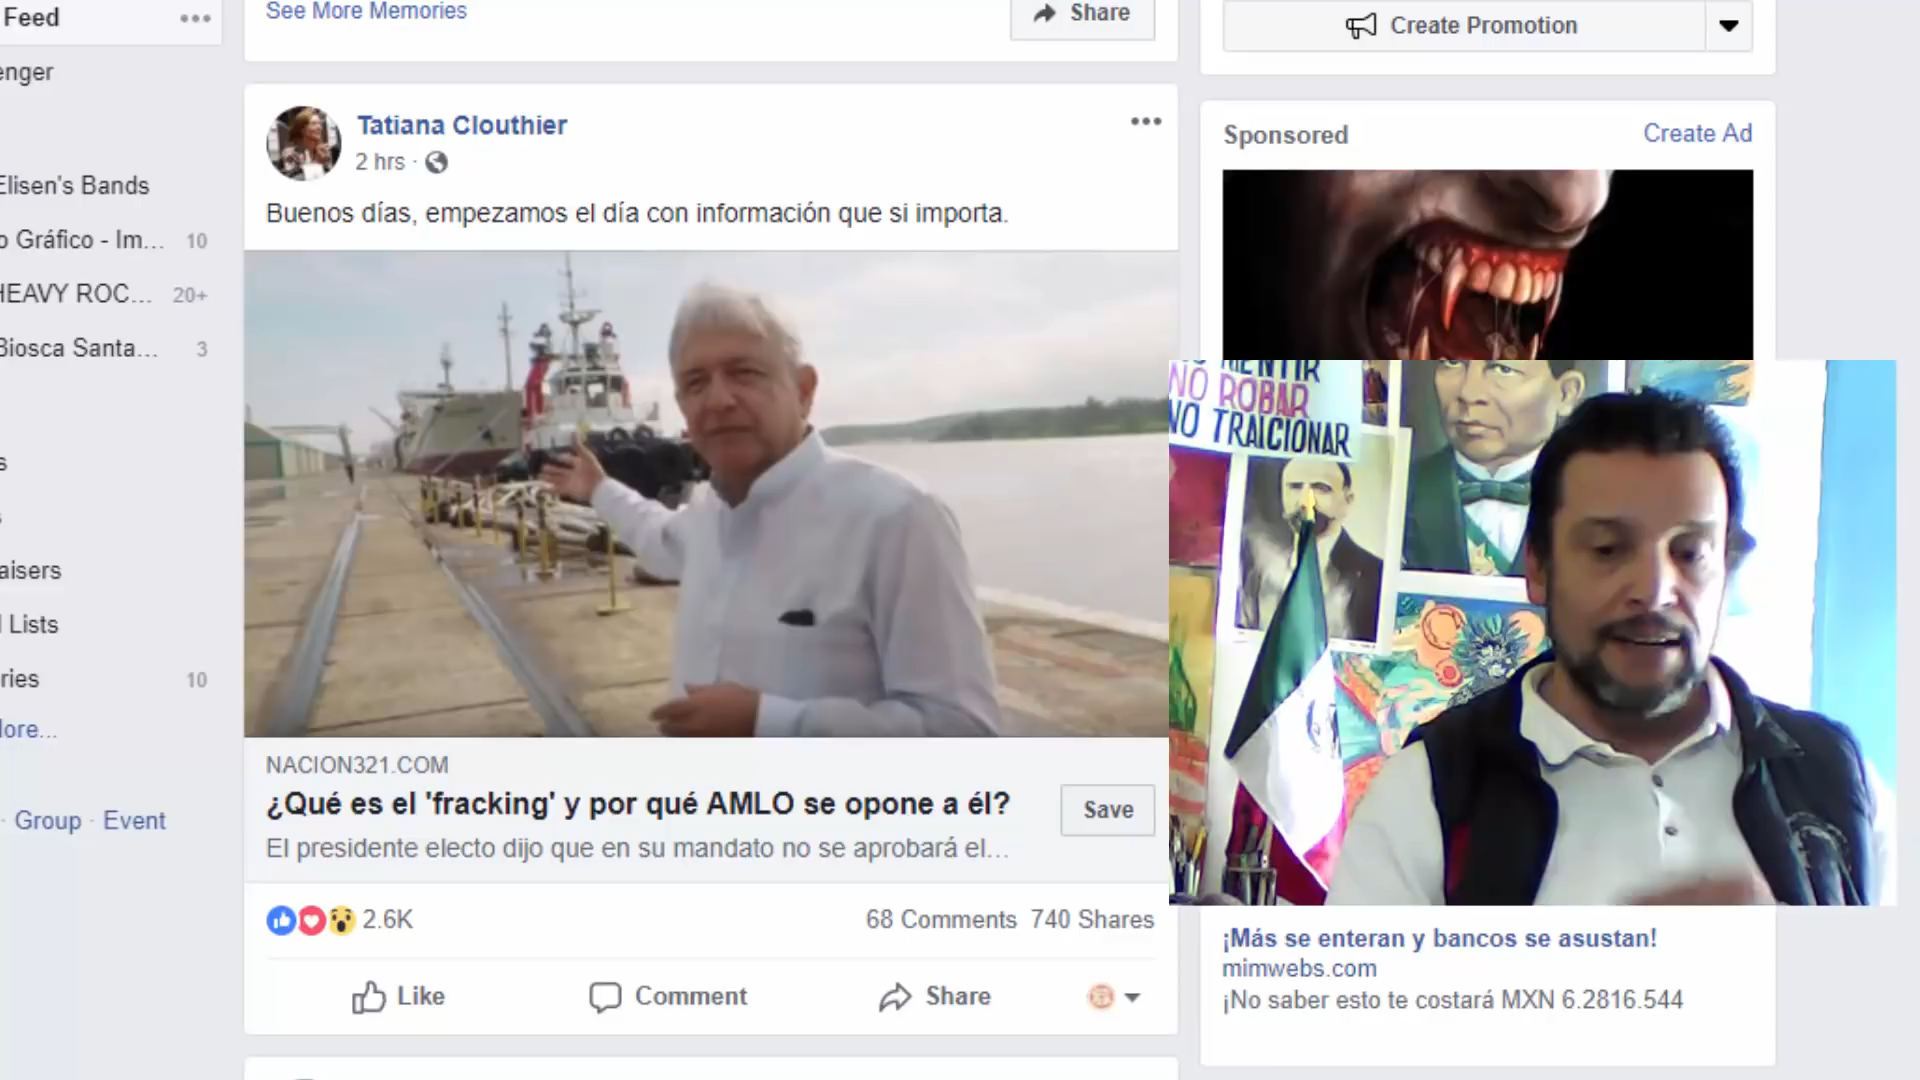 Feed
See More Memories
Share
Create Promotion
enger
Tatiana Clouthier
2 hrs
Sponsored
Create Ad
Elisen's Bands
Buenos días, empezamos el día con información que si importa.
o Gráfico - Im... 10
HEAVY ROC... 20+
Biosca Santa... 3
MENTIR
NO ROBAR
NO TRAICIONAR
s
aisers
l Lists
ries 10
ore...
Group · Event
NACION321.COM
¿Qué es el 'fracking' y por qué AMLO se opone a él?
El presidente electo dijo que en su mandato no se aprobará el...
Save
2.6K
68 Comments 740 Shares
Like
Comment
Share
¡Más se enteran y bancos se asustan!
mimwebs.com
¡No saber esto te costará MXN 6.2816.544